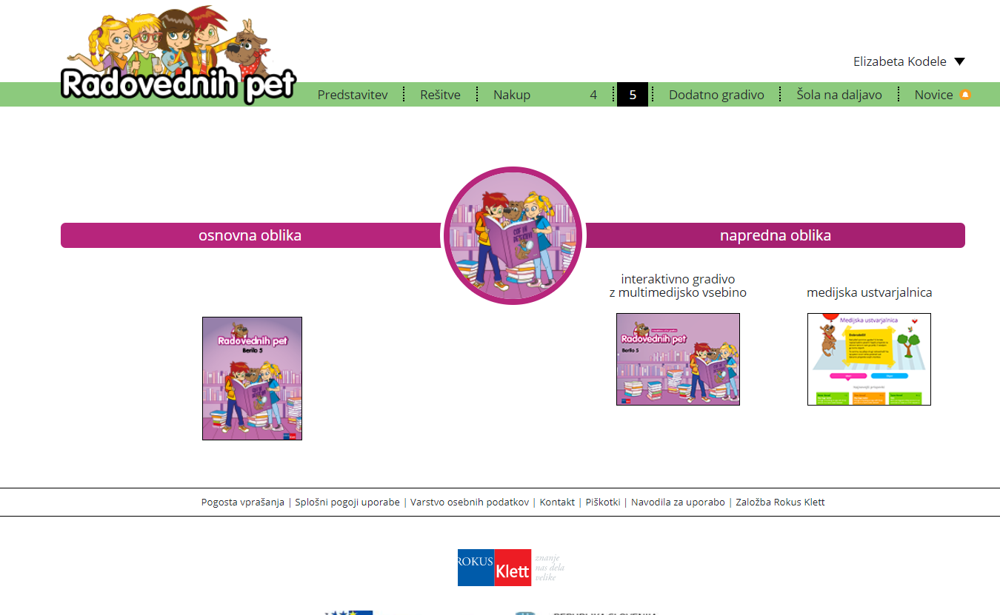 Radovednih pet
Elizabeta Kodele
Predstavitev
Rešitve
Nakup
4
5
Dodatno gradivo
Šola na daljavo
Novice
osnovna oblika
napredna oblika
interaktivno gradivo
z multimedijsko vsebino
medijska ustvarjalnica
Radovednih pet
Berilo 5
Radovednih pet
Berilo 5
Medijska ustvarjalnica
Pogosta vprašanja | Splošni pogoji uporabe | Varstvo osebnih podatkov | Kontakt | Piškotki | Navodila za uporabo | Založba Rokus Klett
ROKUS Klett
znanje
nas dela
velike
REPUBLIKA SLOVENIJA